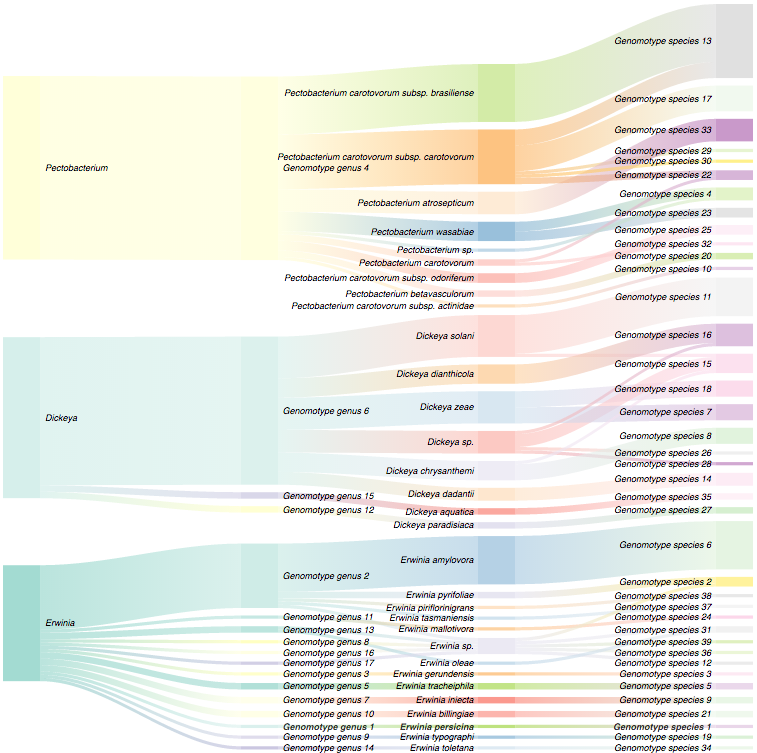 Pectobacterium
Dickeya
Erwinia
Genomotype genus 4
Genomotype genus 6
Genomotype genus 15
Genomotype genus 12
Genomotype genus 2
Genomotype genus 11
Genomotype genus 13
Genomotype genus 8
Genomotype genus 16
Genomotype genus 17
Genomotype genus 3
Genomotype genus 5
Genomotype genus 7
Genomotype genus 10
Genomotype genus 1
Genomotype genus 9
Genomotype genus 14
Pectobacterium carotovorum subsp. brasiliense
Pectobacterium carotovorum subsp. carotovorum
Pectobacterium atrosepticum
Pectobacterium wasabiae
Pectobacterium sp.
Pectobacterium carotovorum
Pectobacterium carotovorum subsp. odoriferum
Pectobacterium betavasculorum
Pectobacterium carotovorum subsp. actinidae
Dickeya solani
Dickeya dianthicola
Dickeya zeae
Dickeya sp.
Dickeya chrysanthemi
Dickeya dadantii
Dickeya aquatica
Dickeya paradisiaca
Erwinia amylovora
Erwinia pyrifoliae
Erwinia piriflorinigrans
Erwinia tasmaniensis
Erwinia mallotivora
Erwinia sp.
Erwinia oleae
Erwinia gerundensis
Erwinia tracheiphila
Erwinia iniecta
Erwinia billingiae
Erwinia persicina
Erwinia typographi
Erwinia toletana
Genomotype species 13
Genomotype species 17
Genomotype species 33
Genomotype species 29
Genomotype species 30
Genomotype species 22
Genomotype species 4
Genomotype species 23
Genomotype species 25
Genomotype species 32
Genomotype species 20
Genomotype species 10
Genomotype species 11
Genomotype species 16
Genomotype species 15
Genomotype species 18
Genomotype species 7
Genomotype species 8
Genomotype species 26
Genomotype species 28
Genomotype species 14
Genomotype species 35
Genomotype species 27
Genomotype species 6
Genomotype species 2
Genomotype species 38
Genomotype species 37
Genomotype species 24
Genomotype species 31
Genomotype species 39
Genomotype species 36
Genomotype species 12
Genomotype species 3
Genomotype species 5
Genomotype species 9
Genomotype species 21
Genomotype species 1
Genomotype species 19
Genomotype species 34